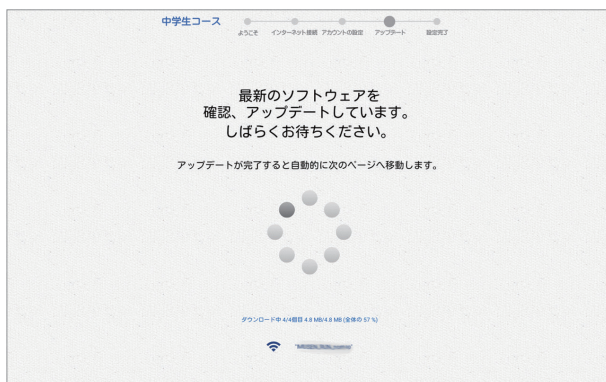 中学生コース
ようこそ インターネット接続 アカウントの設定 アップデート 設定完了
最新のソフトウェアを
確認、アップデートしています。
しばらくお待ちください。
アップデートが完了すると自動的に次のページへ移動します。
ダウンロード中 4/4個目 4.8 MB/4.8 MB (全体の 57 %)